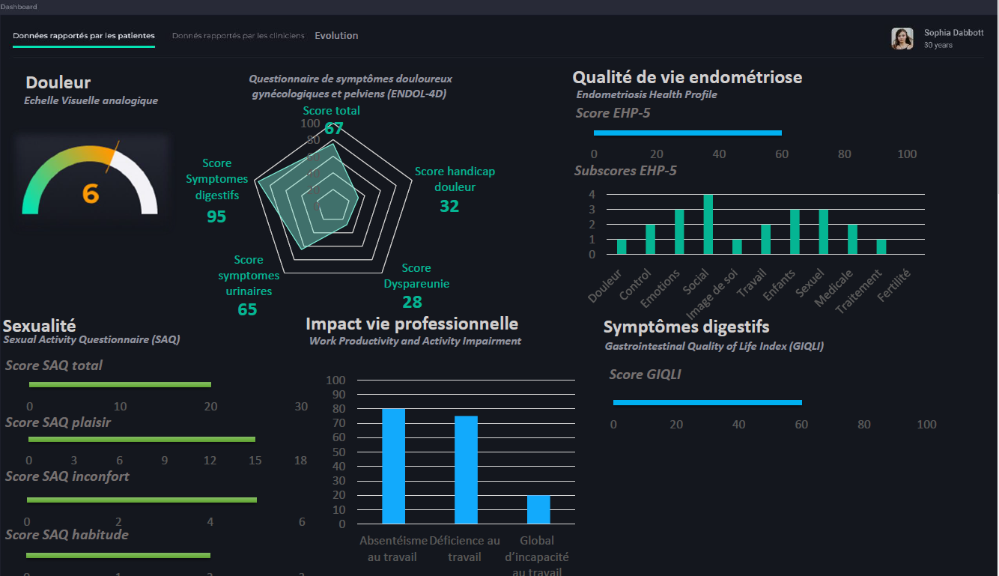 Dashboard
Données rapportés par les patientes
Donnés rapportés par les cliniciens
Evolution
Sophia Dabbott
30 years
Douleur
Echelle Visuelle analogique
6
Questionnaire de symptômes douloureux
gynécologiques et pelviens (ENDOL-4D)
Score total
67
100
80
Score handicap
douleur
32
Score
Dyspareunie
28
Score
symptomes
urinaires
65
Score
Symptomes
digestifs
95
Qualité de vie endométriose
Endometriosis Health Profile
Score EHP-5
0 20 40 60 80 100
Subscores EHP-5
4
3
2
1
0
Douleur
Control
Emotions
Social
Image de soi
Travail
Enfants
Sexuel
Medicale
Traitement
Fertilité
Sexualité
Sexual Activity Questionnaire (SAQ)
Score SAQ total
0 10 20 30
Score SAQ plaisir
0 3 6 9 12 15 18
Score SAQ inconfort
0 2 4 6
Score SAQ habitude
Impact vie professionnelle
Work Productivity and Activity Impairment
100
90
80
70
60
50
40
30
20
10
0
Absentéisme
au travail
Déficience au
travail
Global
d’incapacité
au travail
Symptômes digestifs
Gastrointestinal Quality of Life Index (GIQLI)
Score GIQLI
0 20 40 60 80 100